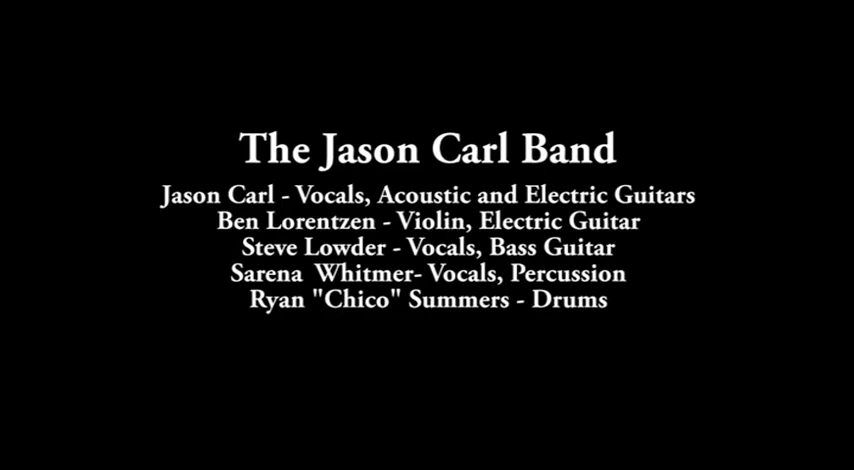 The Jason Carl Band
Jason Carl - Vocals, Acoustic and Electric Guitars
Ben Lorentzen - Violin, Electric Guitar
Steve Lowder - Vocals, Bass Guitar
Sarena  Whitmer- Vocals, Percussion
Ryan "Chico" Summers - Drums